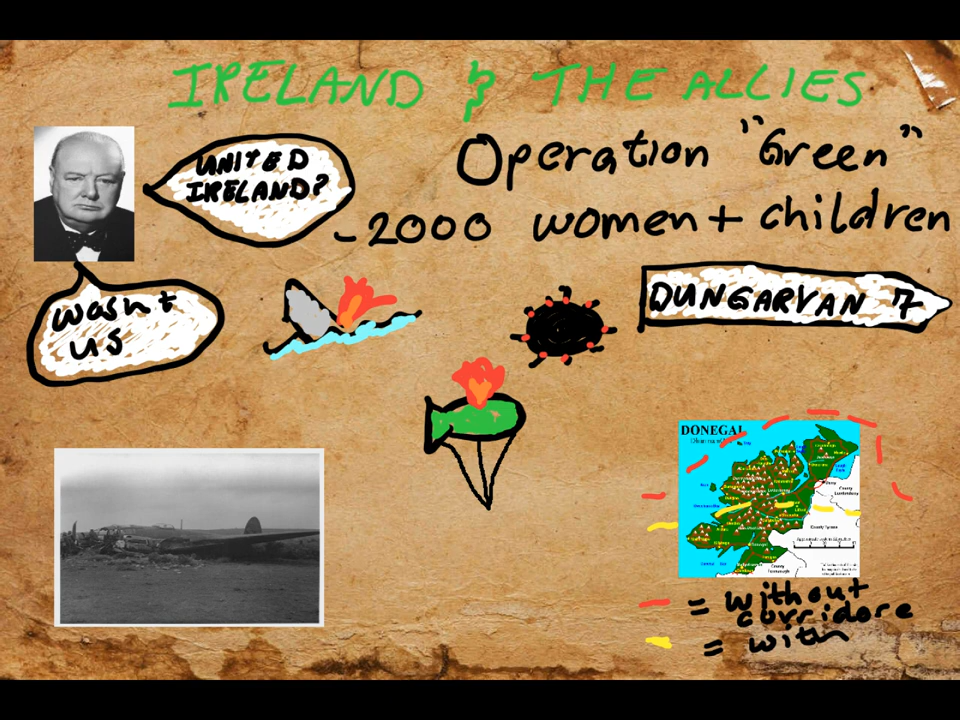 IRELAND & THE ALLIES
UNITED
IRELAND?
Operation "Green"
- 2000 women + children
wasn't
us
DUNGARVAN 7
DONEGAL
= without
corridore
= with